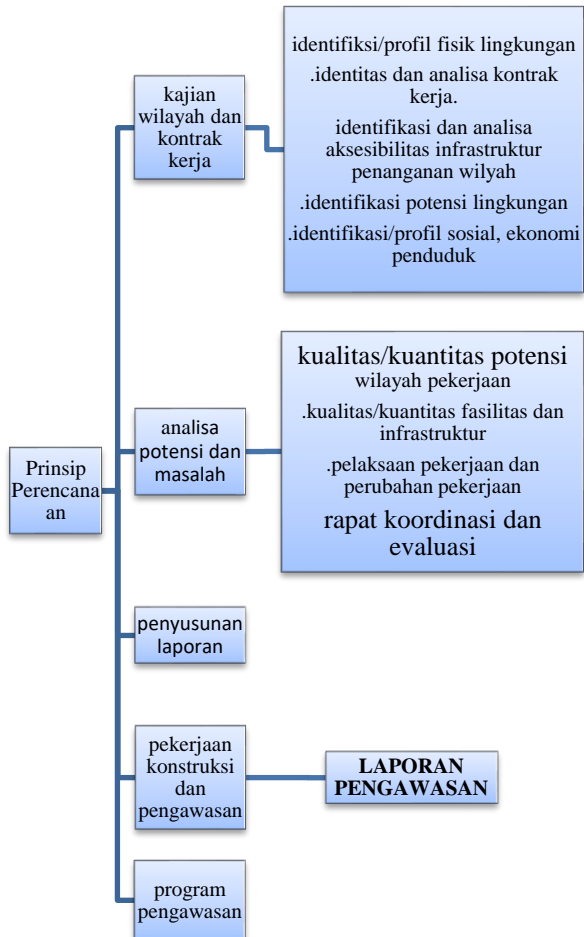 Prinsip
Perencana
an
kajian
wilayah dan
kontrak
kerja
identifiksi/profil fisik lingkungan
.identitas dan analisa kontrak
kerja.
identifikasi dan analisa
aksesibilitas infrastruktur
penanganan wilyah
.identifikasi potensi lingkungan
.identifikasi/profil sosial, ekonomi
penduduk
analisa
potensi dan
masalah
kualitas/kuantitas potensi
wilayah pekerjaan
.kualitas/kuantitas fasilitas dan
infrastruktur
.pelaksaan pekerjaan dan
perubahan pekerjaan
rapat koordinasi dan
evaluasi
penyusunan
laporan
pekerjaan
konstruksi
dan
pengawasan
LAPORAN
PENGAWASAN
program
pengawasan